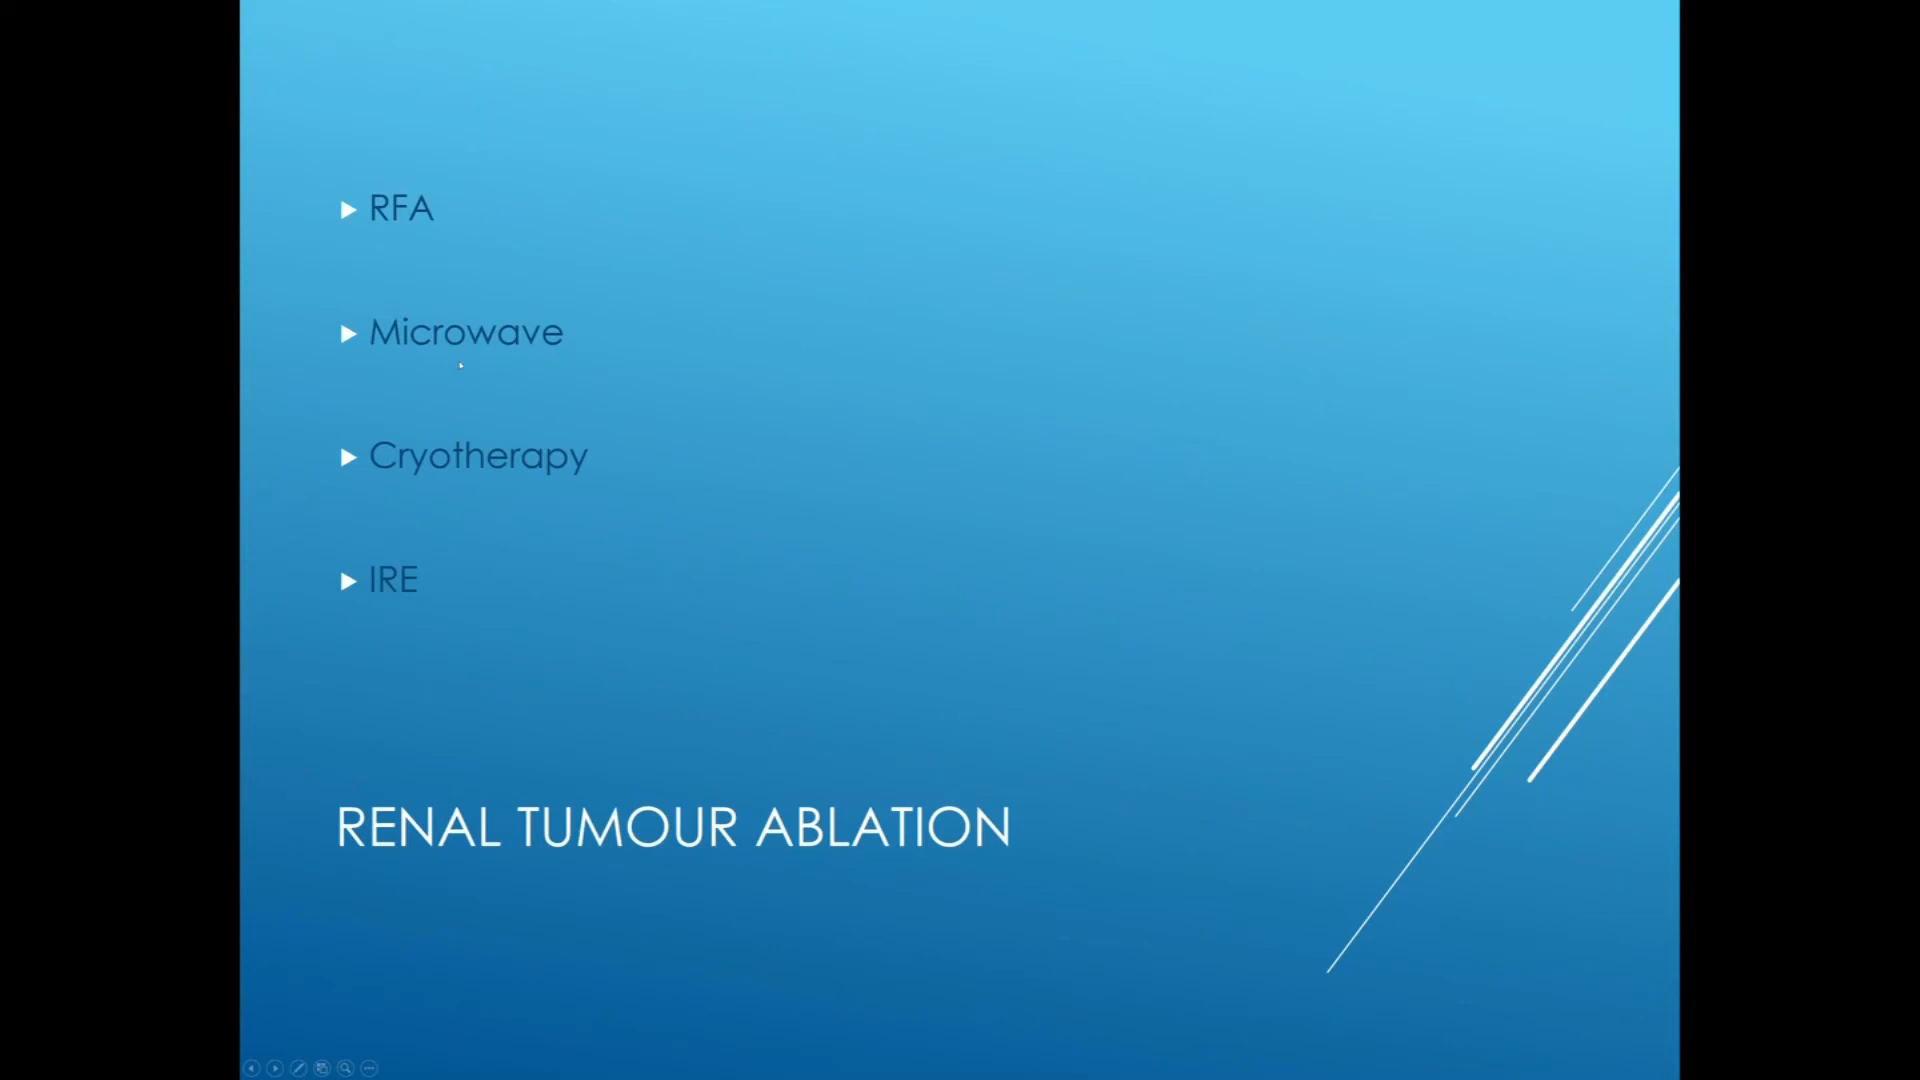 RFA
Microwave
Cryotherapy
IRE
RENAL TUMOUR ABLATION